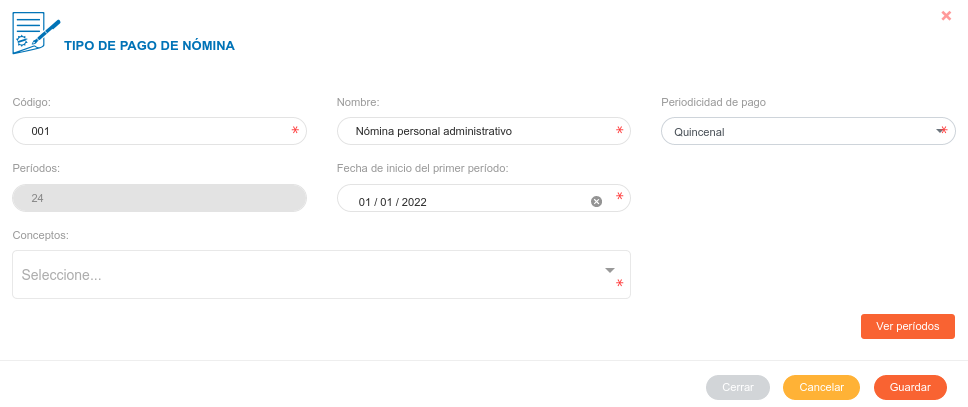 TIPO DE PAGO DE NÓMINA
Código: Nombre: Periodicidad de pago
001 * Nómina personal administrativo * Quincenal *
Períodos: Fecha de inicio del primer período:
24 01 / 01 / 2022 *
Conceptos:
Seleccione... *
Ver períodos
Cerrar Cancelar Guardar